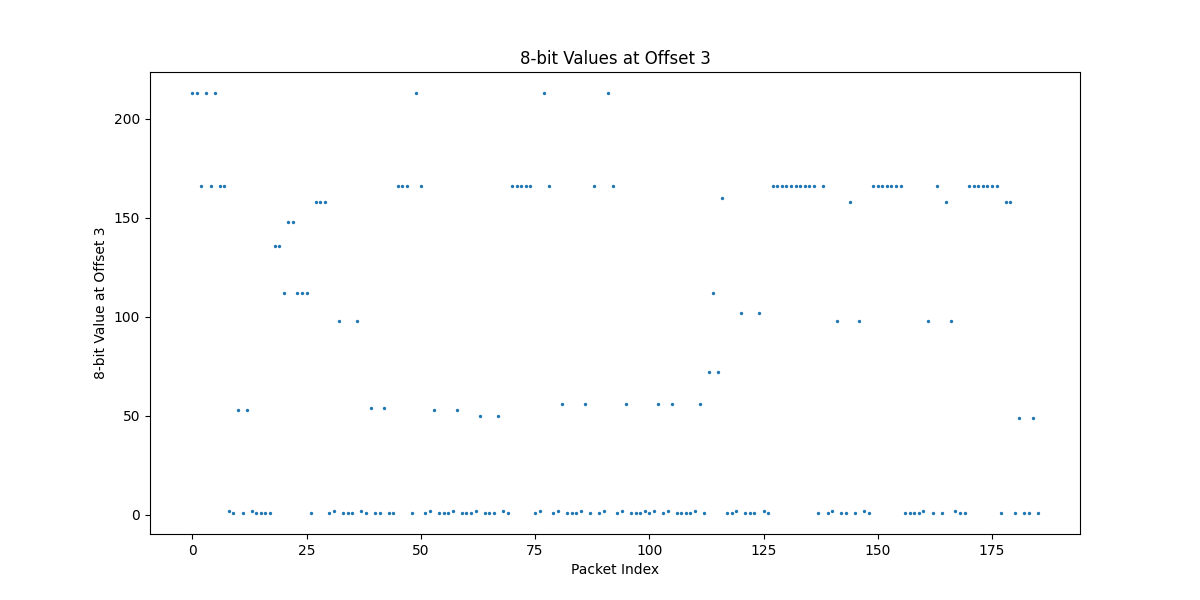 8-bit Values at Offset 3
200
150
100
50
0
8-bit Value at Offset 3
0 25 50 75 100 125 150 175
Packet Index